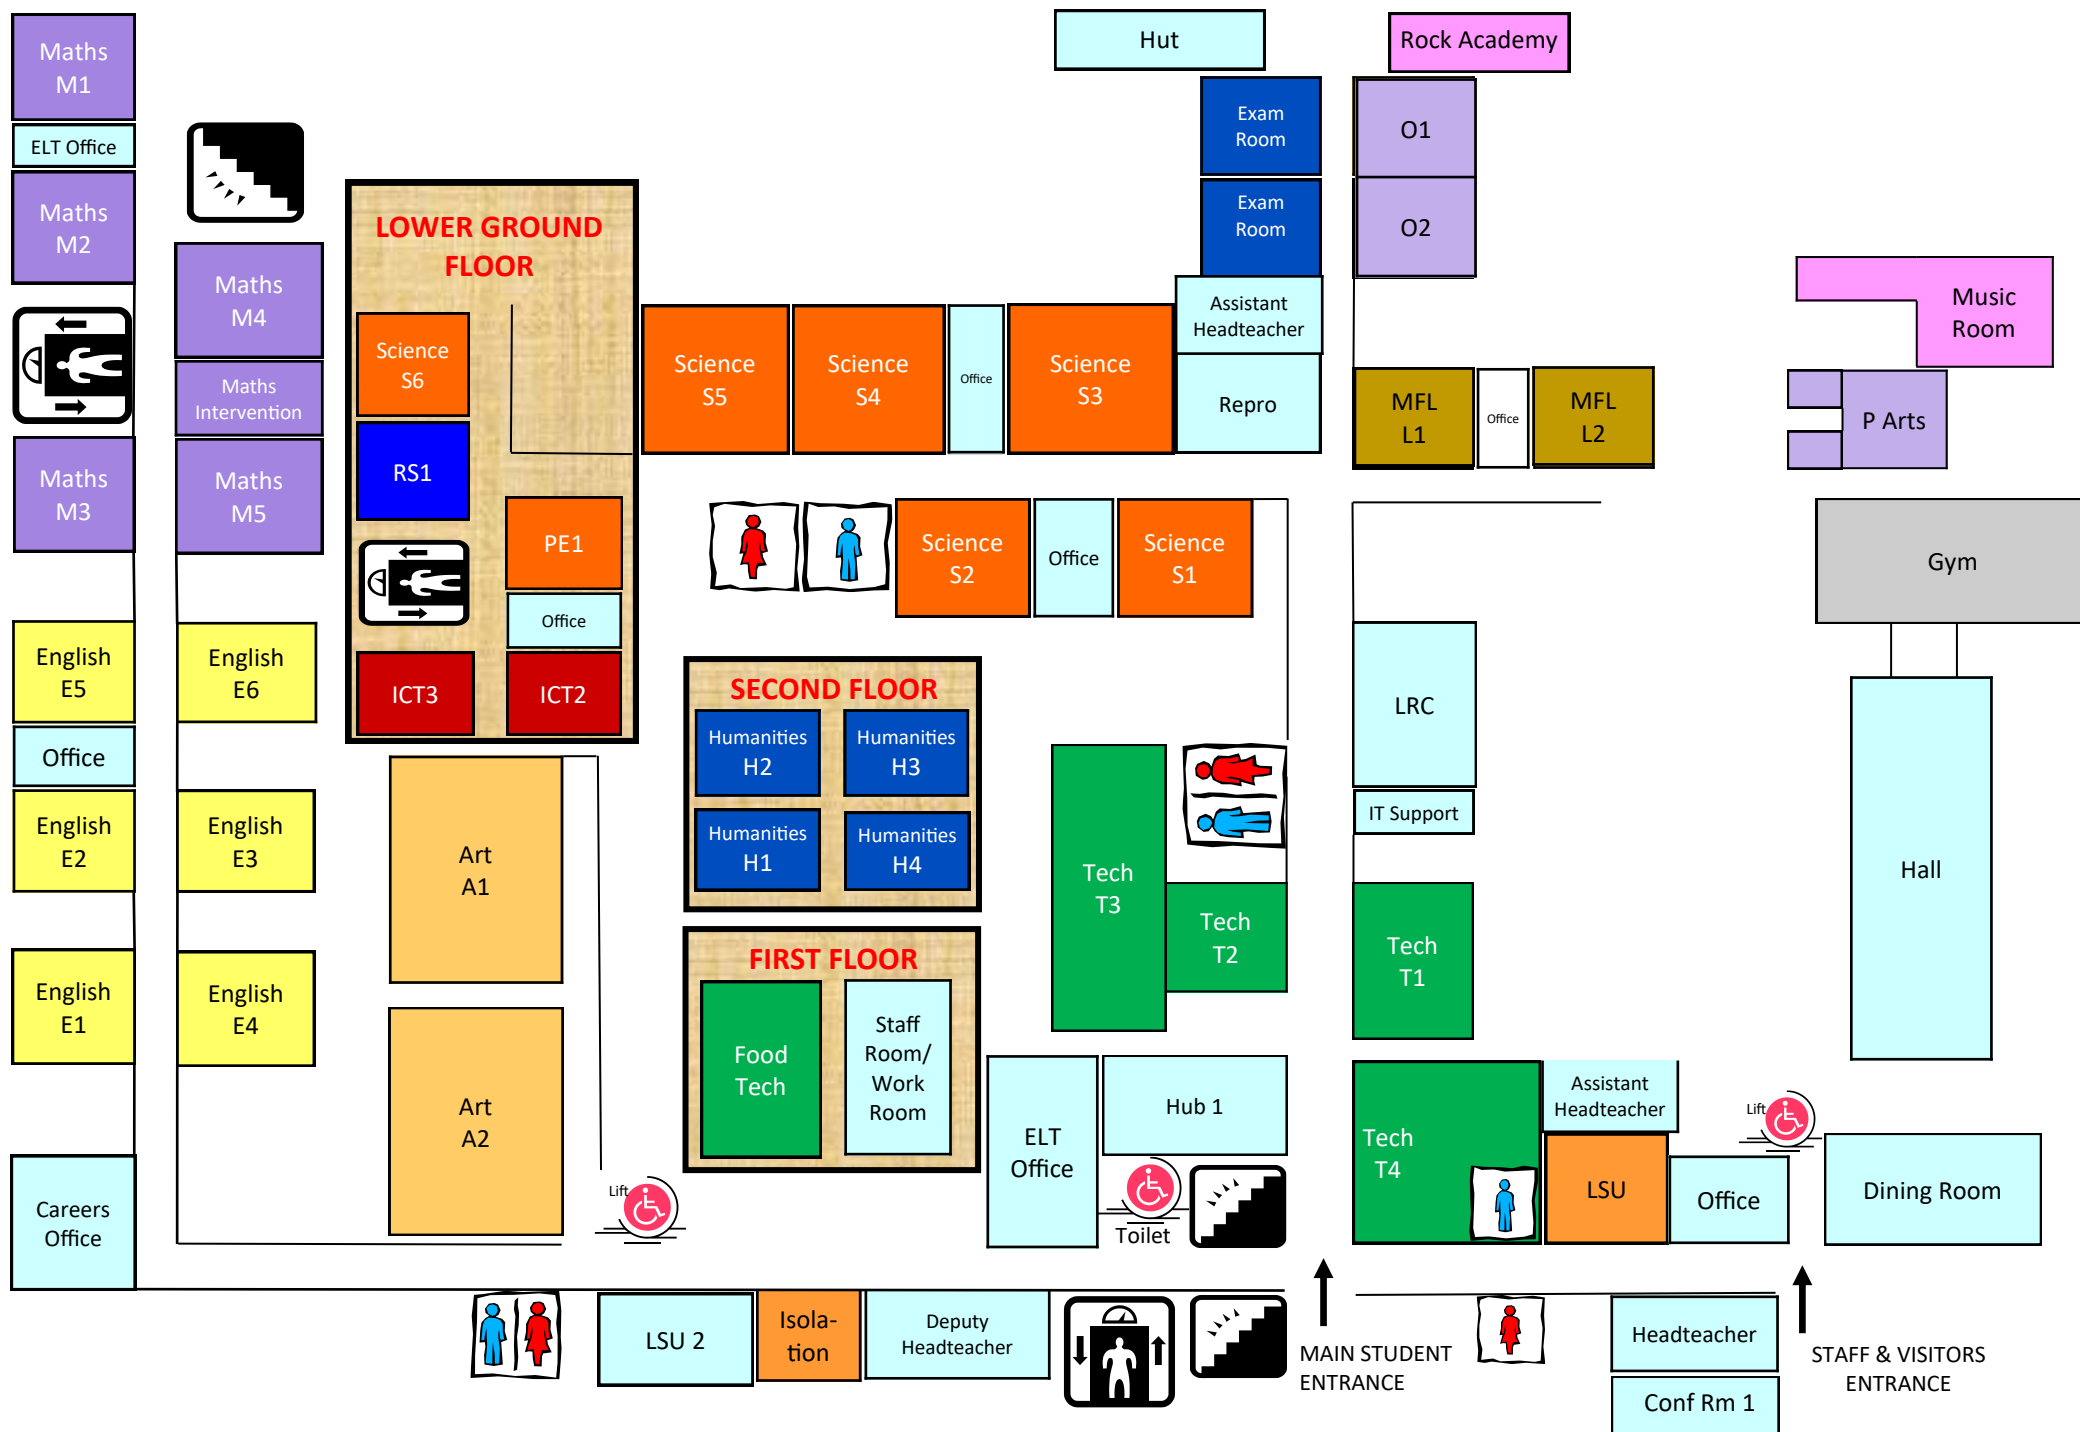 Maths
M1
ELT Office
Maths
M2
Maths
M3
Maths
M4
Maths
Intervention
Maths
M5
English
E5
Office
English
E2
English
E1
Careers
Office
English
E6
English
E3
English
E4
LOWER GROUND
FLOOR
Science
S6
RS1
PE1
Office
ICT3
ICT2
Art
A1
Art
A2
Lift
Hut
Rock Academy
Exam
Room
Exam
Room
Assistant
Headteacher
Repro
Science
S5
Science
S4
Office
Science
S3
Science
S2
Office
Science
S1
O1
O2
MFL
L1
Office
MFL
L2
Music
Room
P Arts
Gym
Hall
LRC
IT Support
SECOND FLOOR
Humanities
H2
Humanities
H3
Humanities
H1
Humanities
H4
FIRST FLOOR
Food
Tech
Staff
Room/
Work
Room
Tech
T3
Tech
T2
Tech
T1
ELT
Office
Hub 1
Toilet
Tech
T4
Assistant
Headteacher
LSU
Office
Lift
Dining Room
LSU 2
Isola-
tion
Deputy
Headteacher
MAIN STUDENT
ENTRANCE
Headteacher
Conf Rm 1
STAFF & VISITORS
ENTRANCE